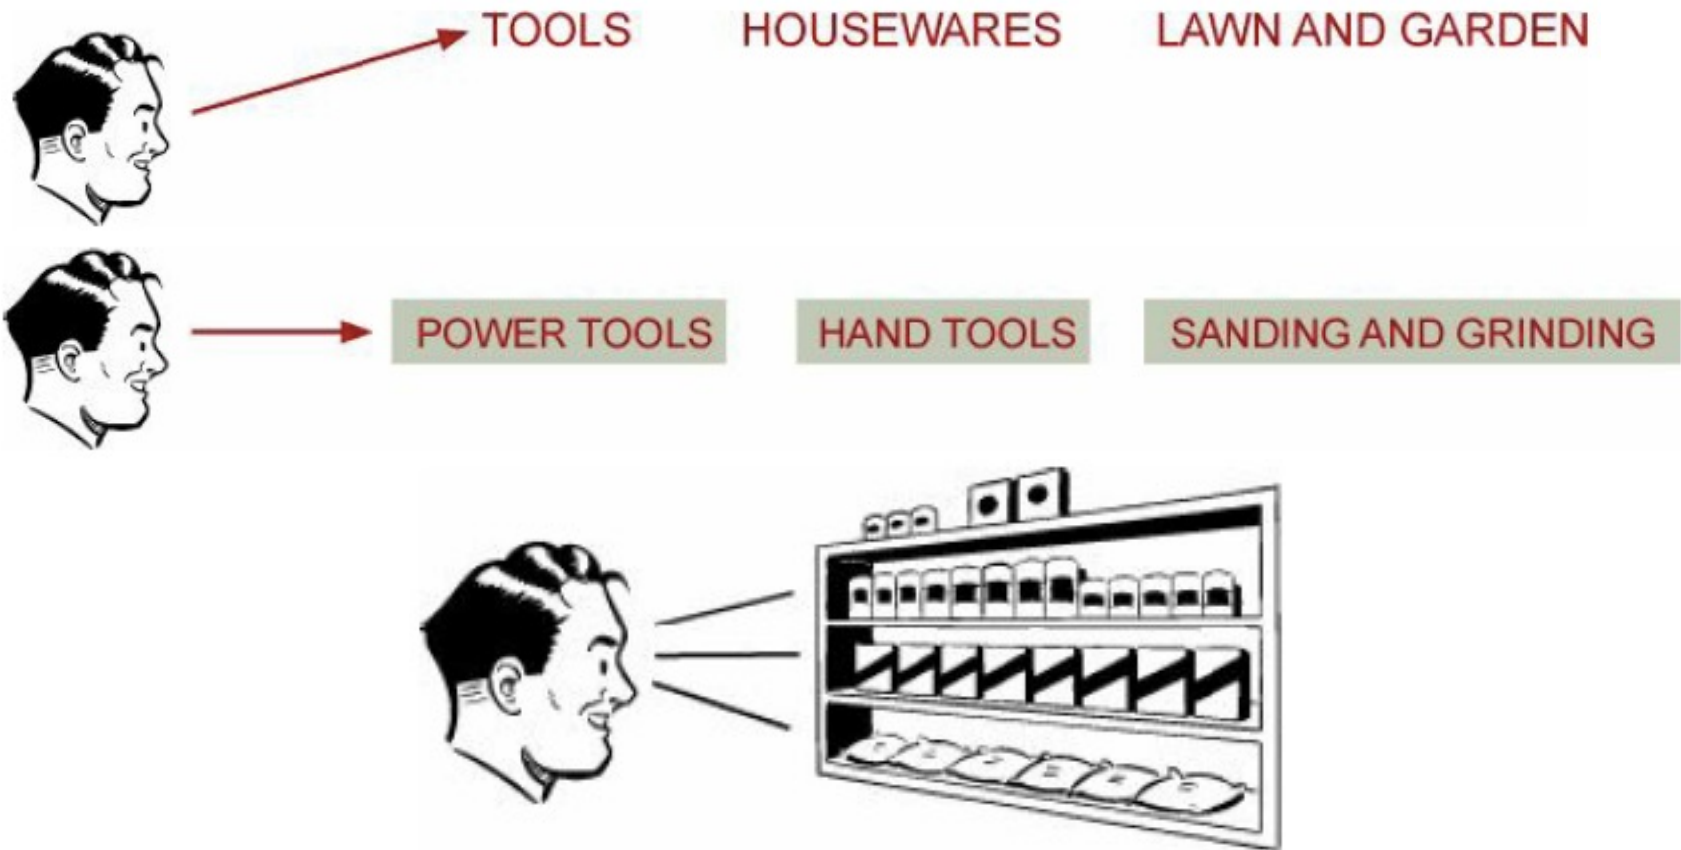 TOOLS HOUSEWARES LAWN AND GARDEN
POWER TOOLS HAND TOOLS SANDING AND GRINDING